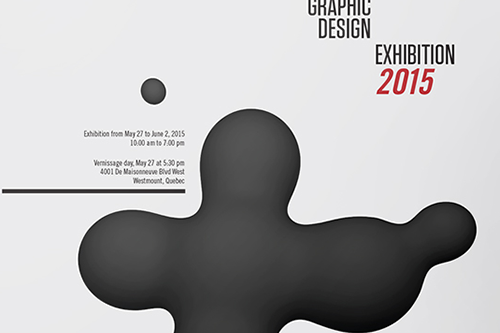 GRAPHIC
DESIGN
EXHIBITION
2015
Exhibition from May 27 to June 2, 2015
10:00 am to 7:00 pm
Vernissage day, May 27 at 5:30 pm
4001 De Maisonneuve Blvd West
Westmount, Quebec